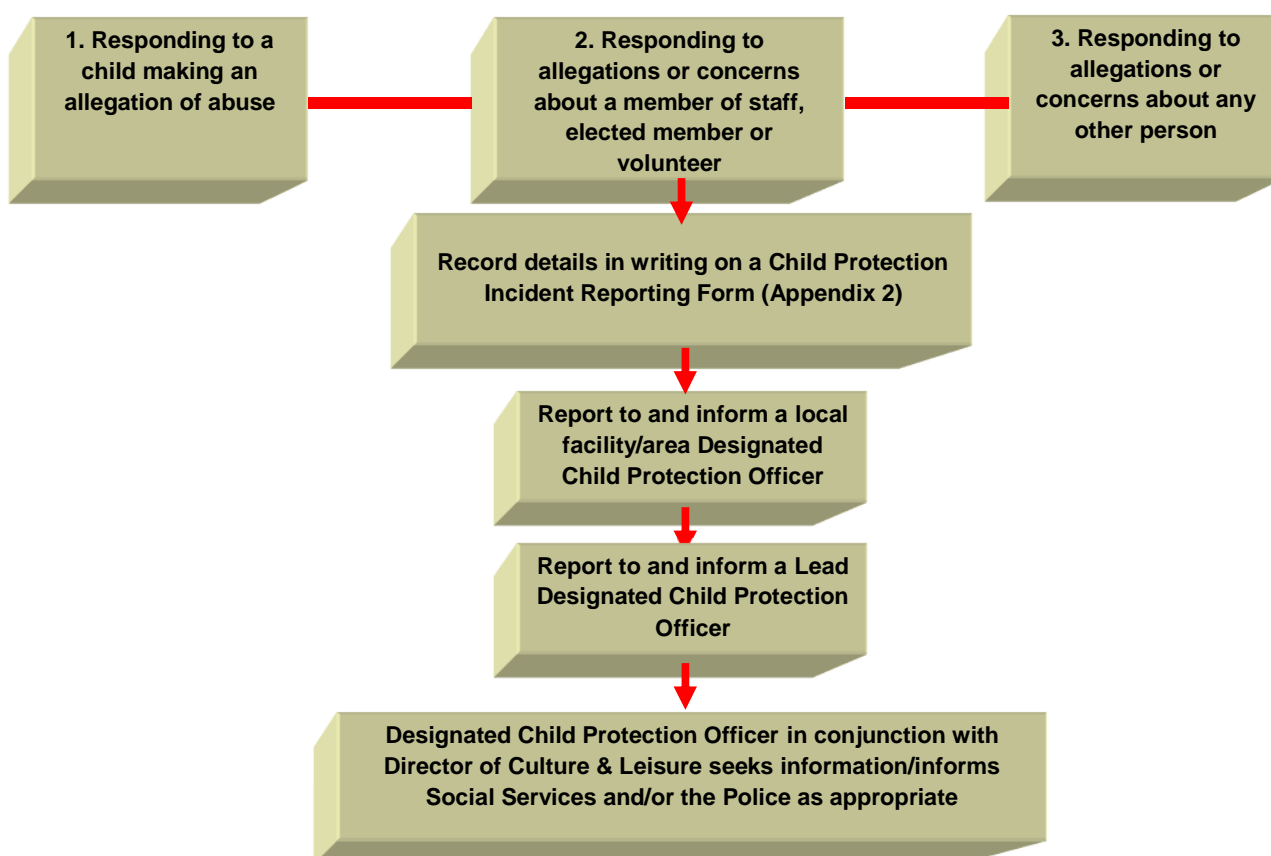 1. Responding to a
child making an
allegation of abuse
2. Responding to
allegations or concerns
about a member of staff,
elected member or
volunteer
3. Responding to
allegations or
concerns about any
other person
Record details in writing on a Child Protection
Incident Reporting Form (Appendix 2)
Report to and inform a local
facility/area Designated
Child Protection Officer
Report to and inform a Lead
Designated Child Protection
Officer
Designated Child Protection Officer in conjunction with
Director of Culture & Leisure seeks information/informs
Social Services and/or the Police as appropriate